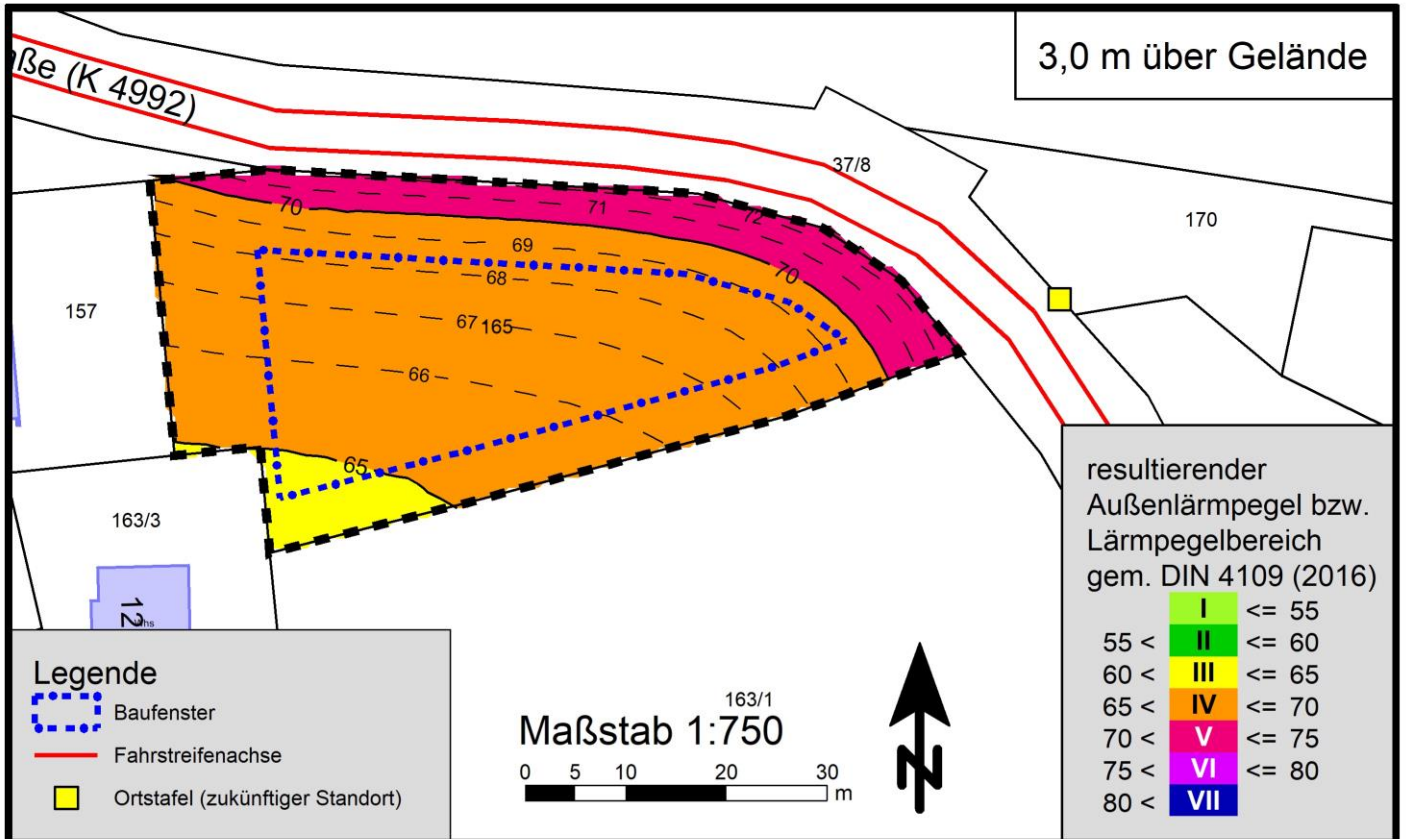 3,0 m über Gelände
ße (K 4992)
37/8
170
157
70
71
72
69
70
68
67
165
66
65
163/3
12
Whs
163/1
Maßstab 1:750
0 5 10 20 30
m
N
Legende
Baufenster
Fahrstreifenachse
Ortstafel (zukünftiger Standort)
resultierender
Außenlärmpegel bzw.
Lärmpegelbereich
gem. DIN 4109 (2016)
I <= 55
55 < II <= 60
60 < III <= 65
65 < IV <= 70
70 < V <= 75
75 < VI <= 80
80 < VII